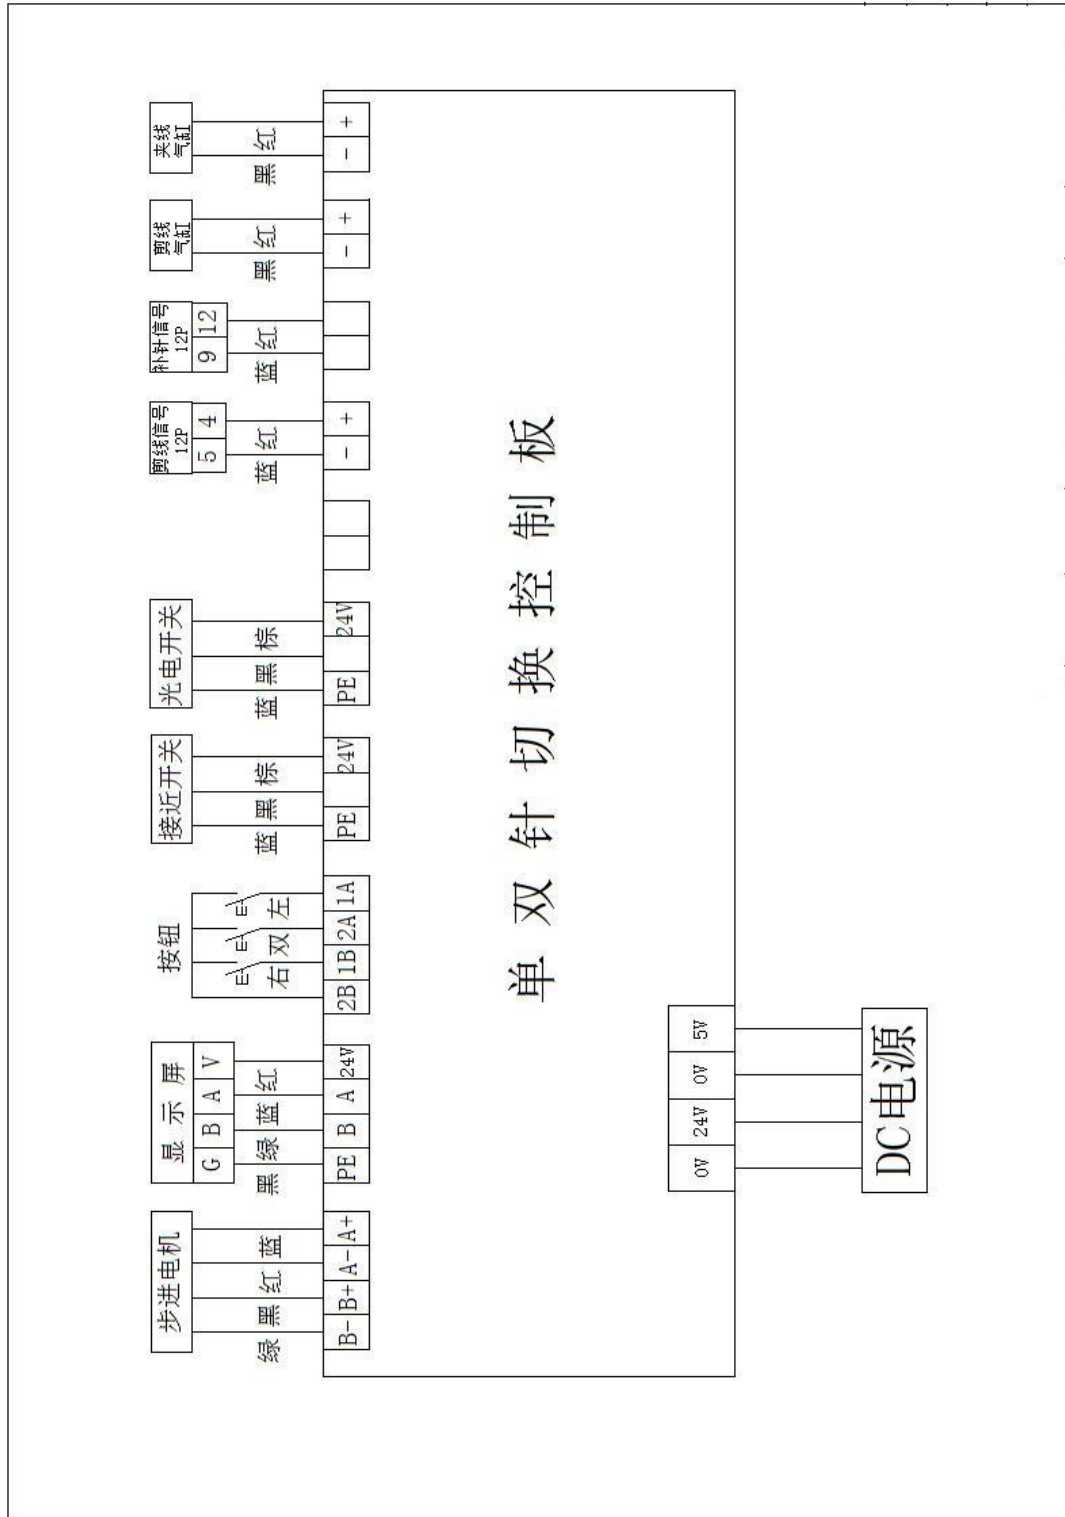 步进电机
绿 黑 红 蓝
B- B+ A- A+
显示屏
G B A V
黑 绿 蓝 红
PE B A 24V
按钮
右 双 左
2B 1B 2A 1A
接近开关
蓝 黑 棕
PE 24V
光电开关
蓝 黑 棕
PE 24V
剪线信号
12P
5 4
蓝 红
- +
补针信号
12P
9 12
蓝 红
剪线
气缸
黑 红
- +
夹线
气缸
黑 红
- +
单双针切换控制板
0V 24V 0V 5V
DC电源